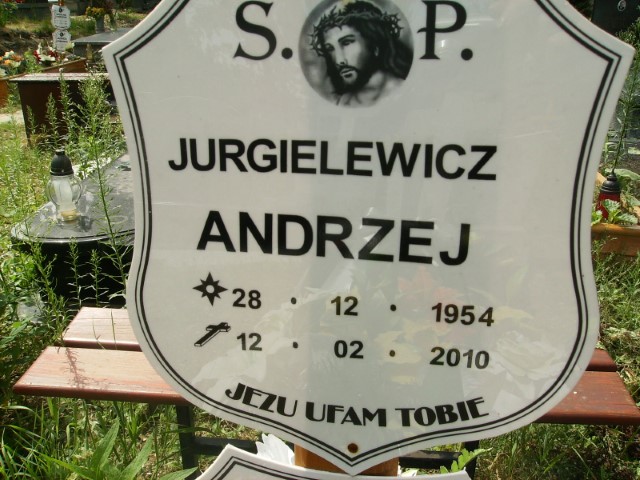 S. P.
JURGIELEWICZ
ANDRZEJ
28 • 12 • 1954
12 • 02 • 2010
JEZU UFAM TOBIE